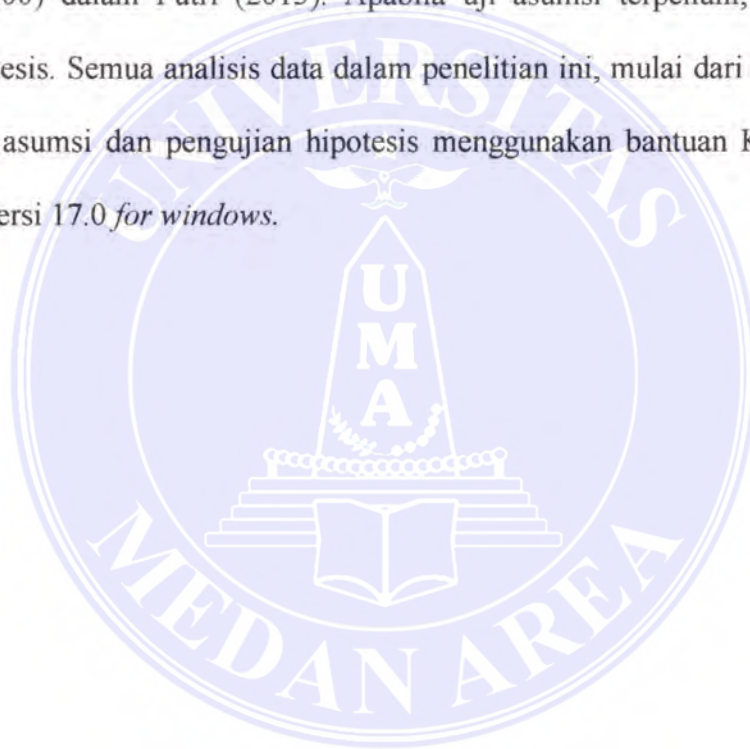 dalam Putri (2013). Apabila uji asumsi terpenuhi,
esis. Semua analisis data dalam penelitian ini, mulai dari
asumsi dan pengujian hipotesis menggunakan bantuan K
ersi 17.0 for windows.
UNIVERSITAS
UMA
MEDAN AREA